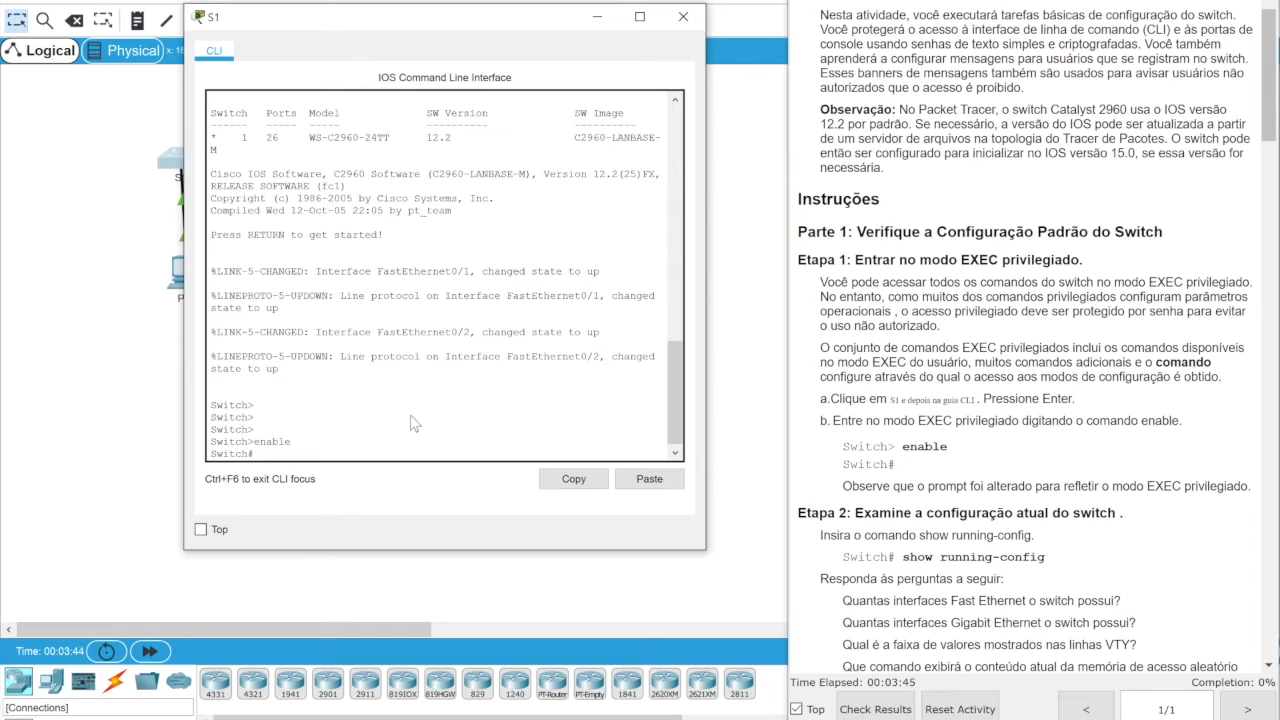 S1
Logical
Physical
x: 16
CLI
IOS Command Line Interface
Switch Ports Model SW Version SW Image
------ ----- ----- ---------- ----------
* 1 26 WS-C2960-24TT 12.2 C2960-LANBASE-
M
Cisco IOS Software, C2960 Software (C2960-LANBASE-M), Version 12.2(25)FX,
RELEASE SOFTWARE (fc1)
Copyright (c) 1986-2005 by Cisco Systems, Inc.
Compiled Wed 12-Oct-05 22:05 by pt_team
Press RETURN to get started!
%LINK-5-CHANGED: Interface FastEthernet0/1, changed state to up
%LINEPROTO-5-UPDOWN: Line protocol on Interface FastEthernet0/1, changed
state to up
%LINK-5-CHANGED: Interface FastEthernet0/2, changed state to up
%LINEPROTO-5-UPDOWN: Line protocol on Interface FastEthernet0/2, changed
state to up
Switch>
Switch>
Switch>
Switch>enable
Switch#
Ctrl+F6 to exit CLI focus
Copy
Paste
Top
S
P
Time: 00:03:44
4331 4321 1941 2901 2911 819IOX 819HGW 829 1240 PT-Router PT-Empty 1841 2620XM 2621XM 2811
[Connections]
Nesta atividade, você executará tarefas básicas de configuração do switch.
Você protegerá o acesso à interface de linha de comando (CLI) e às portas de
console usando senhas de texto simples e criptografadas. Você também
aprenderá a configurar mensagens para usuários que se registram no switch.
Esses banners de mensagens também são usados para avisar usuários não
autorizados que o acesso é proibido.
Observação: No Packet Tracer, o switch Catalyst 2960 usa o IOS versão
12.2 por padrão. Se necessário, a versão do IOS pode ser atualizada a partir
de um servidor de arquivos na topologia do Tracer de Pacotes. O switch pode
então ser configurado para inicializar no IOS versão 15.0, se essa versão for
necessária.
Instruções
Parte 1: Verifique a Configuração Padrão do Switch
Etapa 1: Entrar no modo EXEC privilegiado.
Você pode acessar todos os comandos do switch no modo EXEC privilegiado.
No entanto, como muitos dos comandos privilegiados configuram parâmetros
operacionais , o acesso privilegiado deve ser protegido por senha para evitar
o uso não autorizado.
O conjunto de comandos EXEC privilegiados inclui os comandos disponíveis
no modo EXEC do usuário, muitos comandos adicionais e o comando
configure através do qual o acesso aos modos de configuração é obtido.
a.Clique em S1 e depois na guia CLI . Pressione Enter.
b. Entre no modo EXEC privilegiado digitando o comando enable.
Switch> enable
Switch#
Observe que o prompt foi alterado para refletir o modo EXEC privilegiado.
Etapa 2: Examine a configuração atual do switch .
Insira o comando show running-config.
Switch# show running-config
Responda às perguntas a seguir:
Quantas interfaces Fast Ethernet o switch possui?
Quantas interfaces Gigabit Ethernet o switch possui?
Qual é a faixa de valores mostrados nas linhas VTY?
Que comando exibirá o conteúdo atual da memória de acesso aleatório
Time Elapsed: 00:03:45
Completion: 0%
Top
Check Results
Reset Activity
<
1/1
>